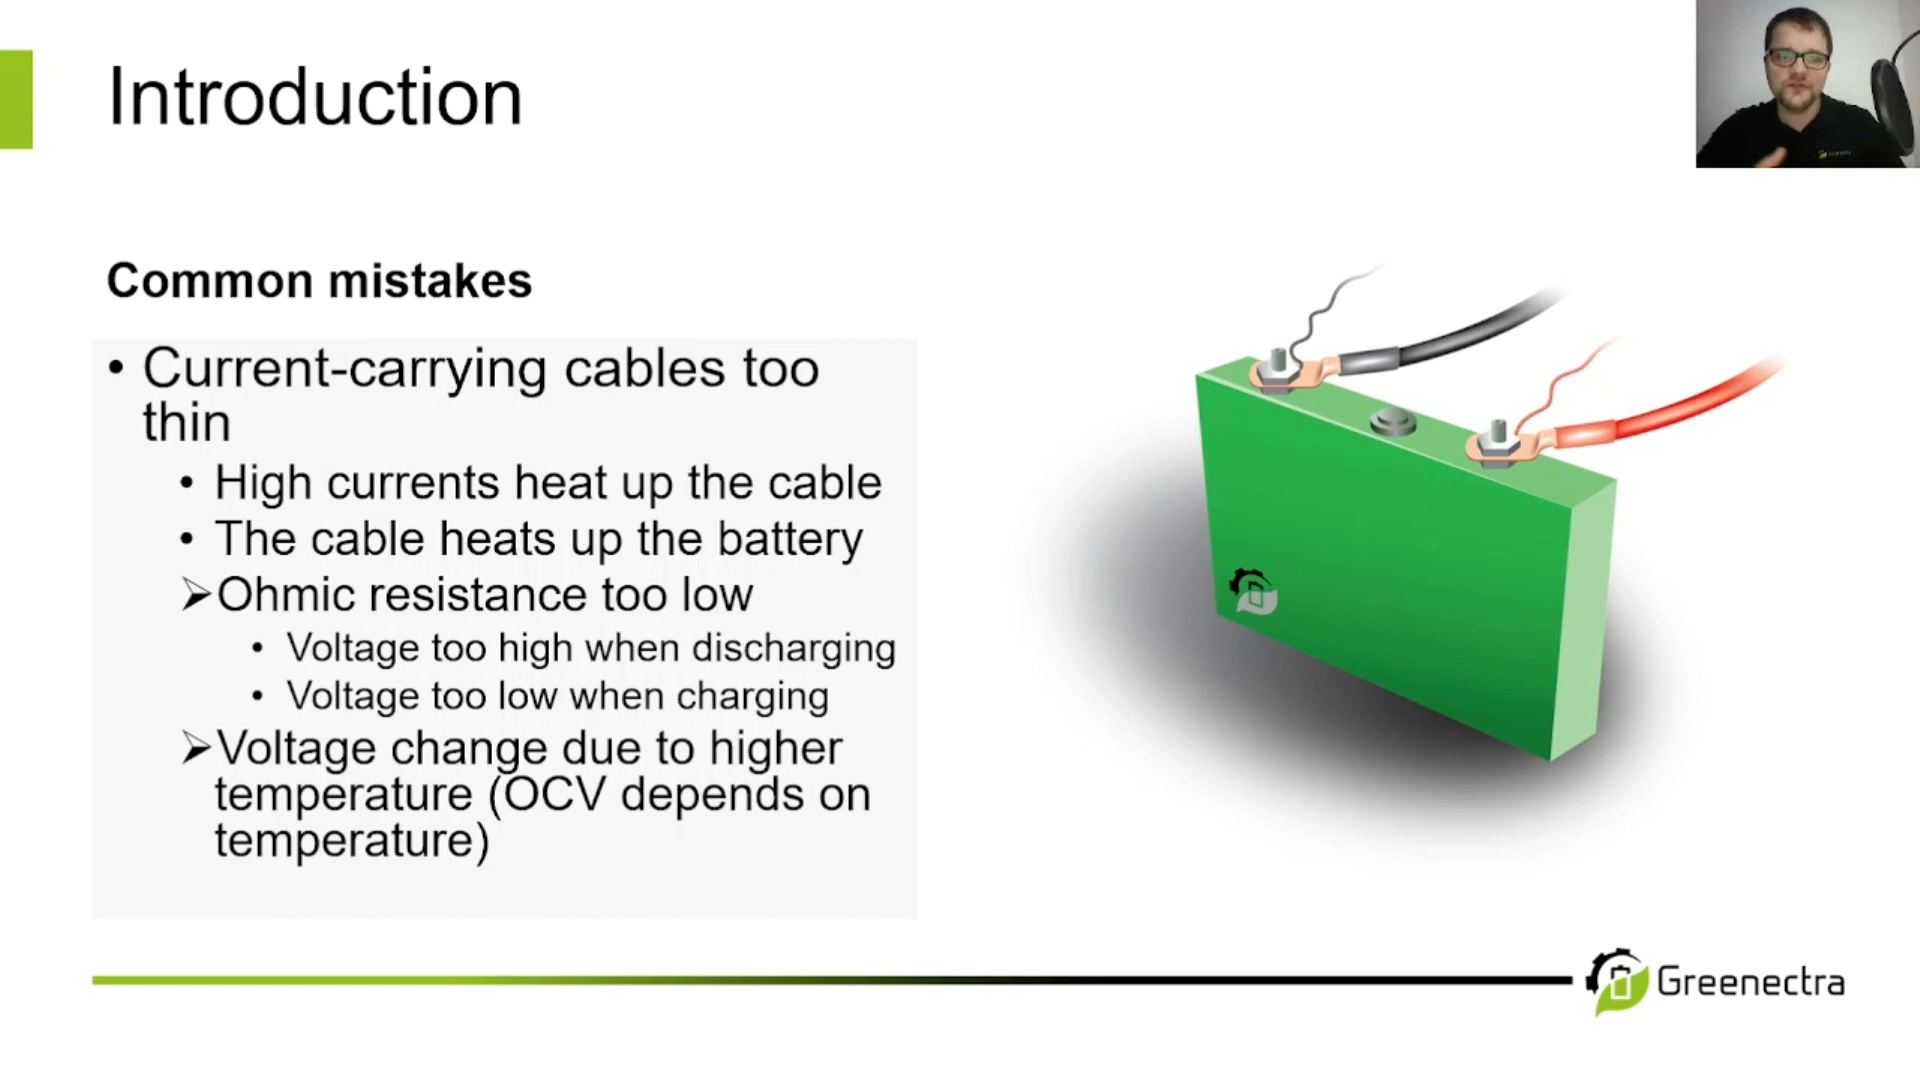 Introduction
Common mistakes
• Current-carrying cables too
thin
• High currents heat up the cable
• The cable heats up the battery
➢Ohmic resistance too low
• Voltage too high when discharging
• Voltage too low when charging
➢Voltage change due to higher
temperature (OCV depends on
temperature)
Greenectra